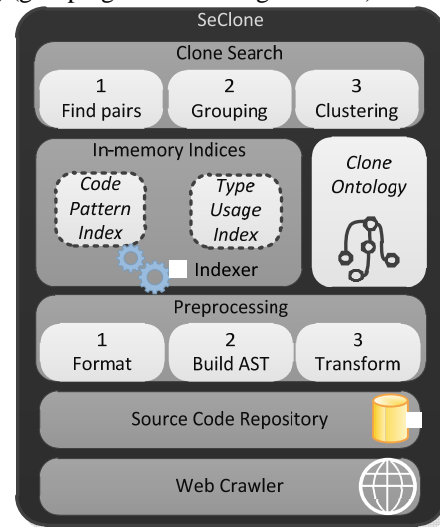 SeClone
Clone Search
1
Find pairs
2
Grouping
3
Clustering
In-memory Indices
Code
Pattern
Index
Type
Usage
Index
Indexer
Clone
Ontology
Preprocessing
1
Format
2
Build AST
3
Transform
Source Code Repository
Web Crawler